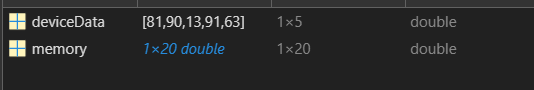 deviceData [81,90,13,91,63] 1×5 double
memory 1×20 double 1×20 double